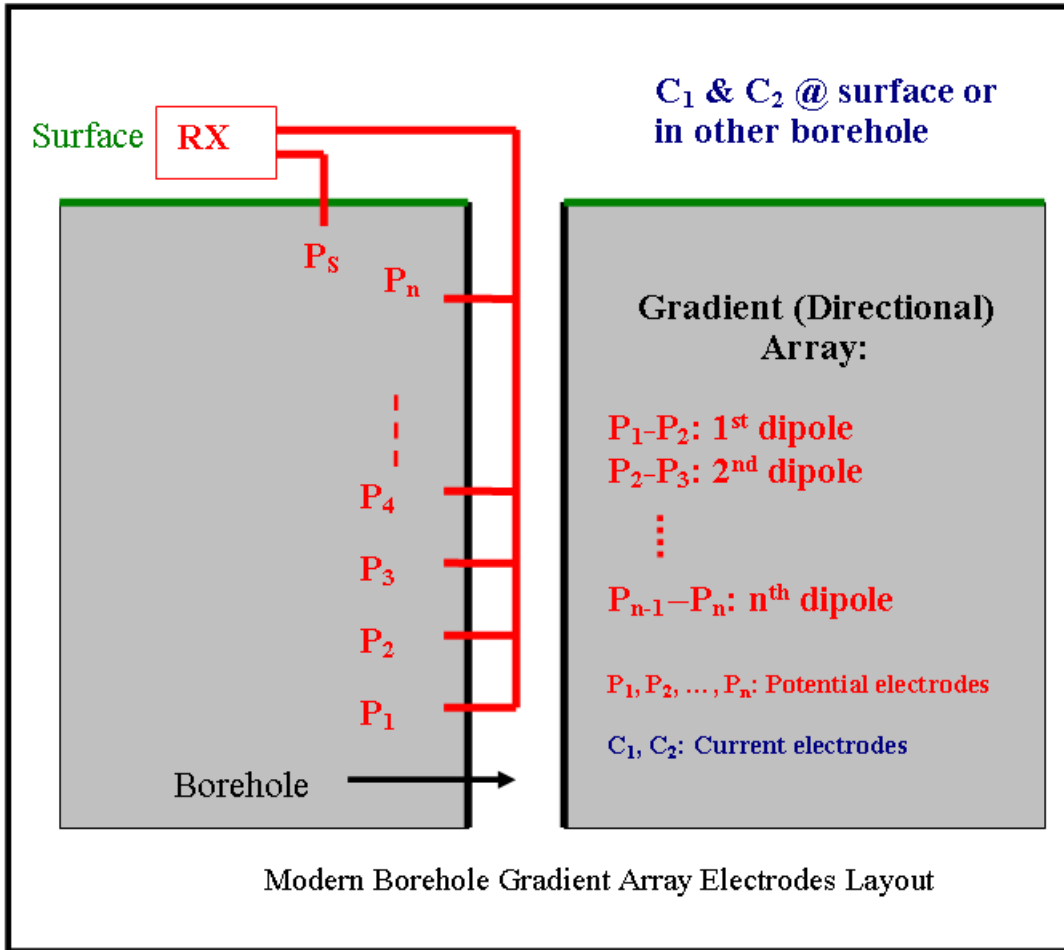 C₁ & C₂ @ surface or
in other borehole
Surface
RX
Pₛ
Pₙ
P₄
P₃
P₂
P₁
Borehole
Gradient (Directional)
Array:
P₁-P₂: 1ˢᵗ dipole
P₂-P₃: 2ⁿᵈ dipole
Pₙ₋₁–Pₙ: nᵗʰ dipole
P₁, P₂, ..., Pₙ: Potential electrodes
C₁, C₂: Current electrodes
Modern Borehole Gradient Array Electrodes Layout